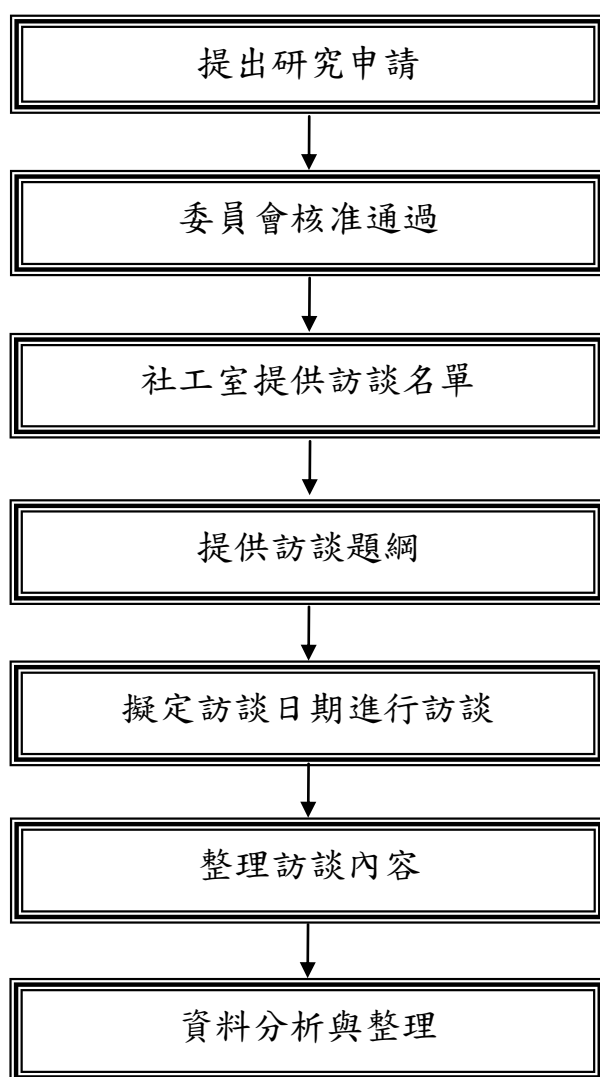 提出研究申請
委員會核准通過
社工室提供訪談名單
提供訪談題綱
擬定訪談日期進行訪談
整理訪談內容
資料分析與整理